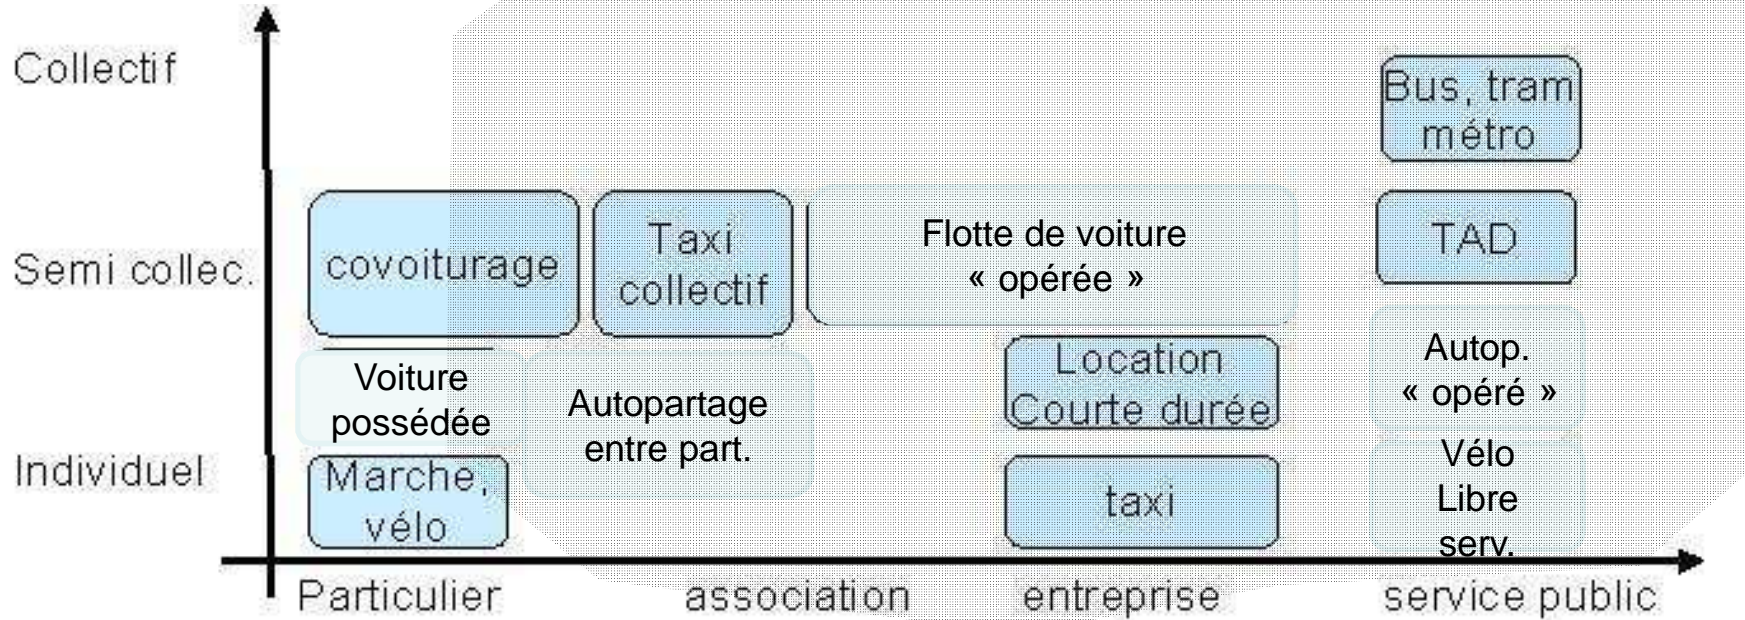 Collectif
Bus, tram
métro
Semi collec.
covoiturage
Taxi
collectif
Flotte de voiture
« opérée »
TAD
Voiture
possédée
Autopartage
entre part.
Location
Courte durée
Autop.
« opéré »
Individuel
Marche,
vélo
taxi
Vélo
Libre
serv.
Particulier
association
entreprise
service public